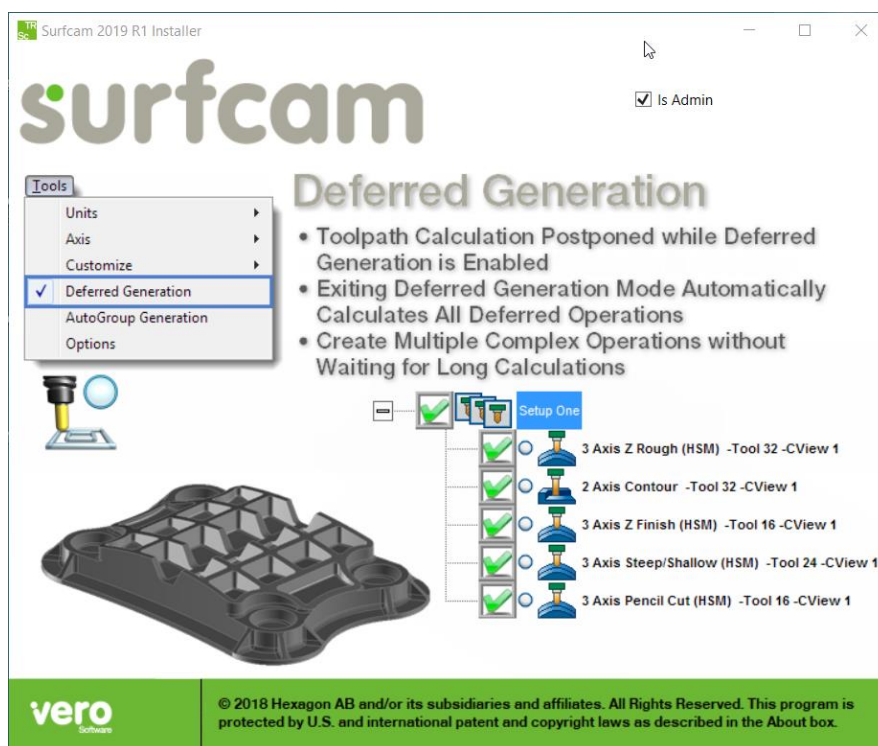 TR
Sc
Surfcam 2019 R1 Installer
surfcam
Is Admin
Tools
Units
Axis
Customize
Deferred Generation
AutoGroup Generation
Options
Deferred Generation
• Toolpath Calculation Postponed while Deferred
Generation is Enabled
• Exiting Deferred Generation Mode Automatically
Calculates All Deferred Operations
• Create Multiple Complex Operations without
Waiting for Long Calculations
Setup One
3 Axis Z Rough (HSM) -Tool 32 -CView 1
2 Axis Contour -Tool 32 -CView 1
3 Axis Z Finish (HSM) -Tool 16 -CView 1
3 Axis Steep/Shallow (HSM) -Tool 24 -CView 1
3 Axis Pencil Cut (HSM) -Tool 16 -CView 1
vero
Software
© 2018 Hexagon AB and/or its subsidiaries and affiliates. All Rights Reserved. This program is
protected by U.S. and international patent and copyright laws as described in the About box.